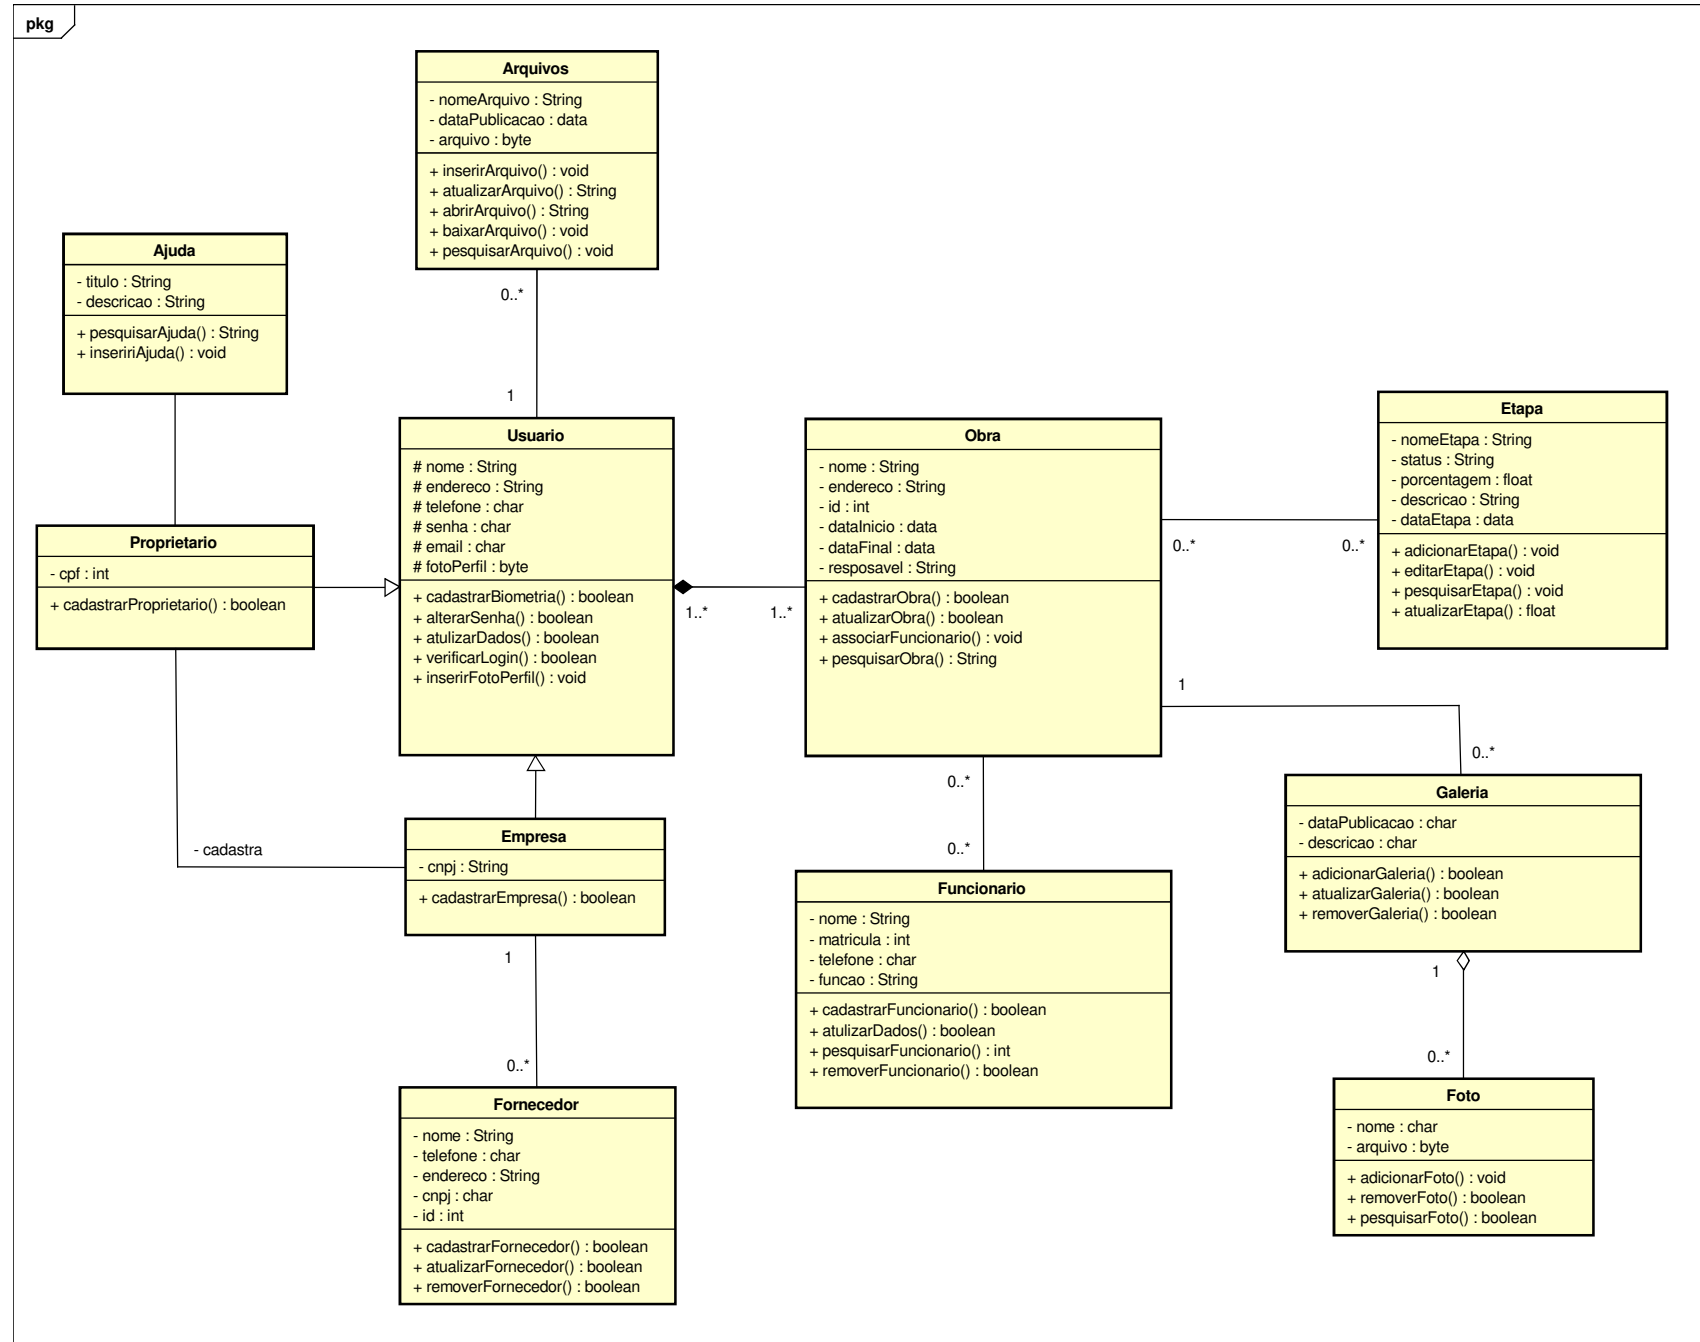 pkg
Arquivos
- nomeArquivo : String
- dataPublicacao : data
- arquivo : byte
+ inserirArquivo() : void
+ atualizarArquivo() : String
+ abrirArquivo() : String
+ baixarArquivo() : void
+ pesquisarArquivo() : void
0..*
1
Ajuda
- titulo : String
- descricao : String
+ pesquisarAjuda() : String
+ inseririAjuda() : void
Proprietario
- cpf : int
+ cadastrarProprietario() : boolean
- cadastra
Usuario
# nome : String
# endereco : String
# telefone : char
# senha : char
# email : char
# fotoPerfil : byte
+ cadastrarBiometria() : boolean
+ alterarSenha() : boolean
+ atulizarDados() : boolean
+ verificarLogin() : boolean
+ inserirFotoPerfil() : void
1..*
1..*
Obra
- nome : String
- endereco : String
- id : int
- dataInicio : data
- dataFinal : data
- resposavel : String
+ cadastrarObra() : boolean
+ atualizarObra() : boolean
+ associarFuncionario() : void
+ pesquisarObra() : String
0..*
0..*
Etapa
- nomeEtapa : String
- status : String
- porcentagem : float
- descricao : String
- dataEtapa : data
+ adicionarEtapa() : void
+ editarEtapa() : void
+ pesquisarEtapa() : void
+ atualizarEtapa() : float
1
0..*
Galeria
- dataPublicacao : char
- descricao : char
+ adicionarGaleria() : boolean
+ atualizarGaleria() : boolean
+ removerGaleria() : boolean
1
0..*
Foto
- nome : char
- arquivo : byte
+ adicionarFoto() : void
+ removerFoto() : boolean
+ pesquisarFoto() : boolean
0..*
0..*
Funcionario
- nome : String
- matricula : int
- telefone : char
- funcao : String
+ cadastrarFuncionario() : boolean
+ atulizarDados() : boolean
+ pesquisarFuncionario() : int
+ removerFuncionario() : boolean
Empresa
- cnpj : String
+ cadastrarEmpresa() : boolean
1
0..*
Fornecedor
- nome : String
- telefone : char
- endereco : String
- cnpj : char
- id : int
+ cadastrarFornecedor() : boolean
+ atualizarFornecedor() : boolean
+ removerFornecedor() : boolean